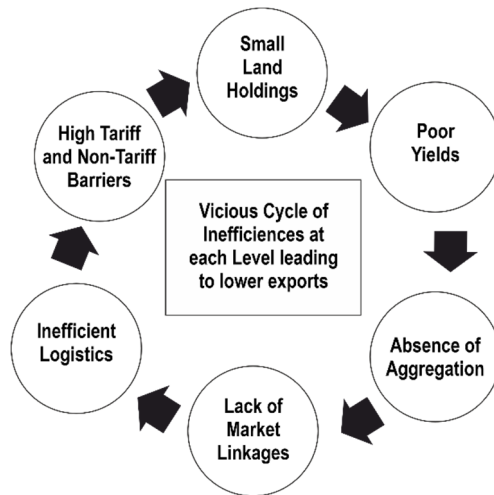 Small
Land
Holdings
Poor
Yields
Absence of
Aggregation
Lack of
Market
Linkages
Inefficient
Logistics
High Tariff
and Non-Tariff
Barriers
Vicious Cycle of
Inefficiences at
each Level leading
to lower exports